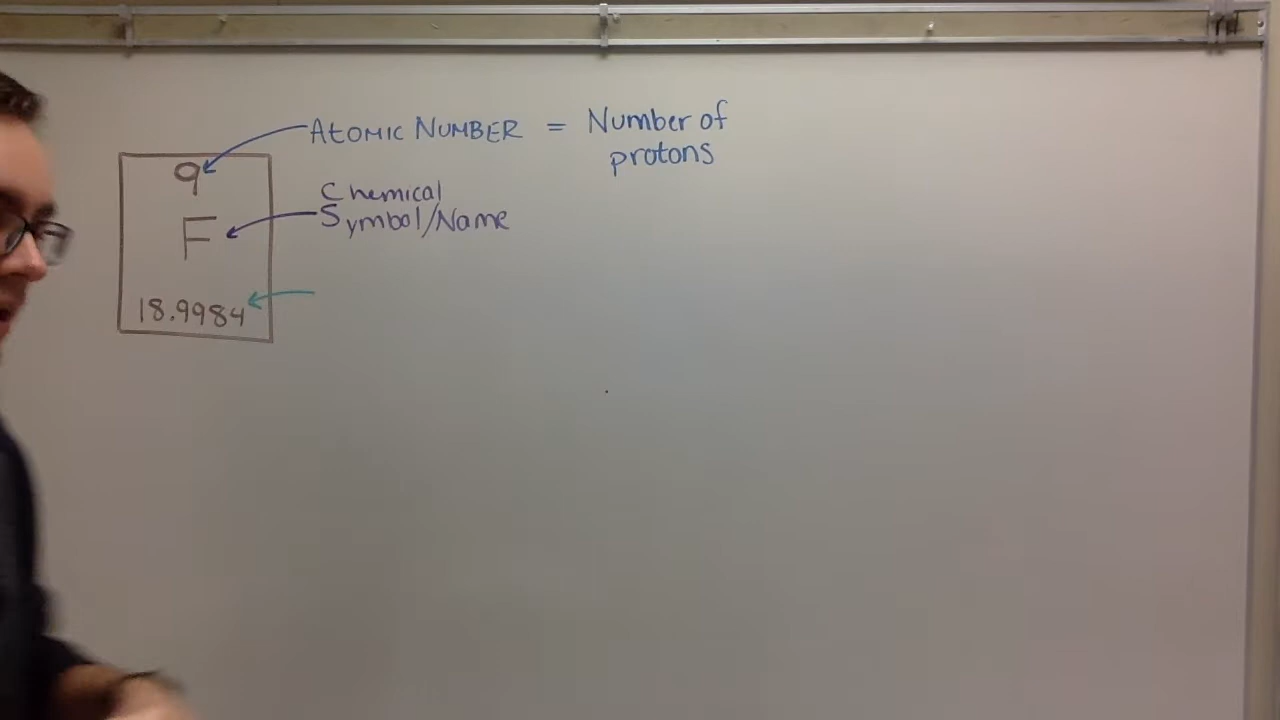 ATOMIC NUMBER = Number of
protons
9
Chemical
Symbol/Name
F
18.9984